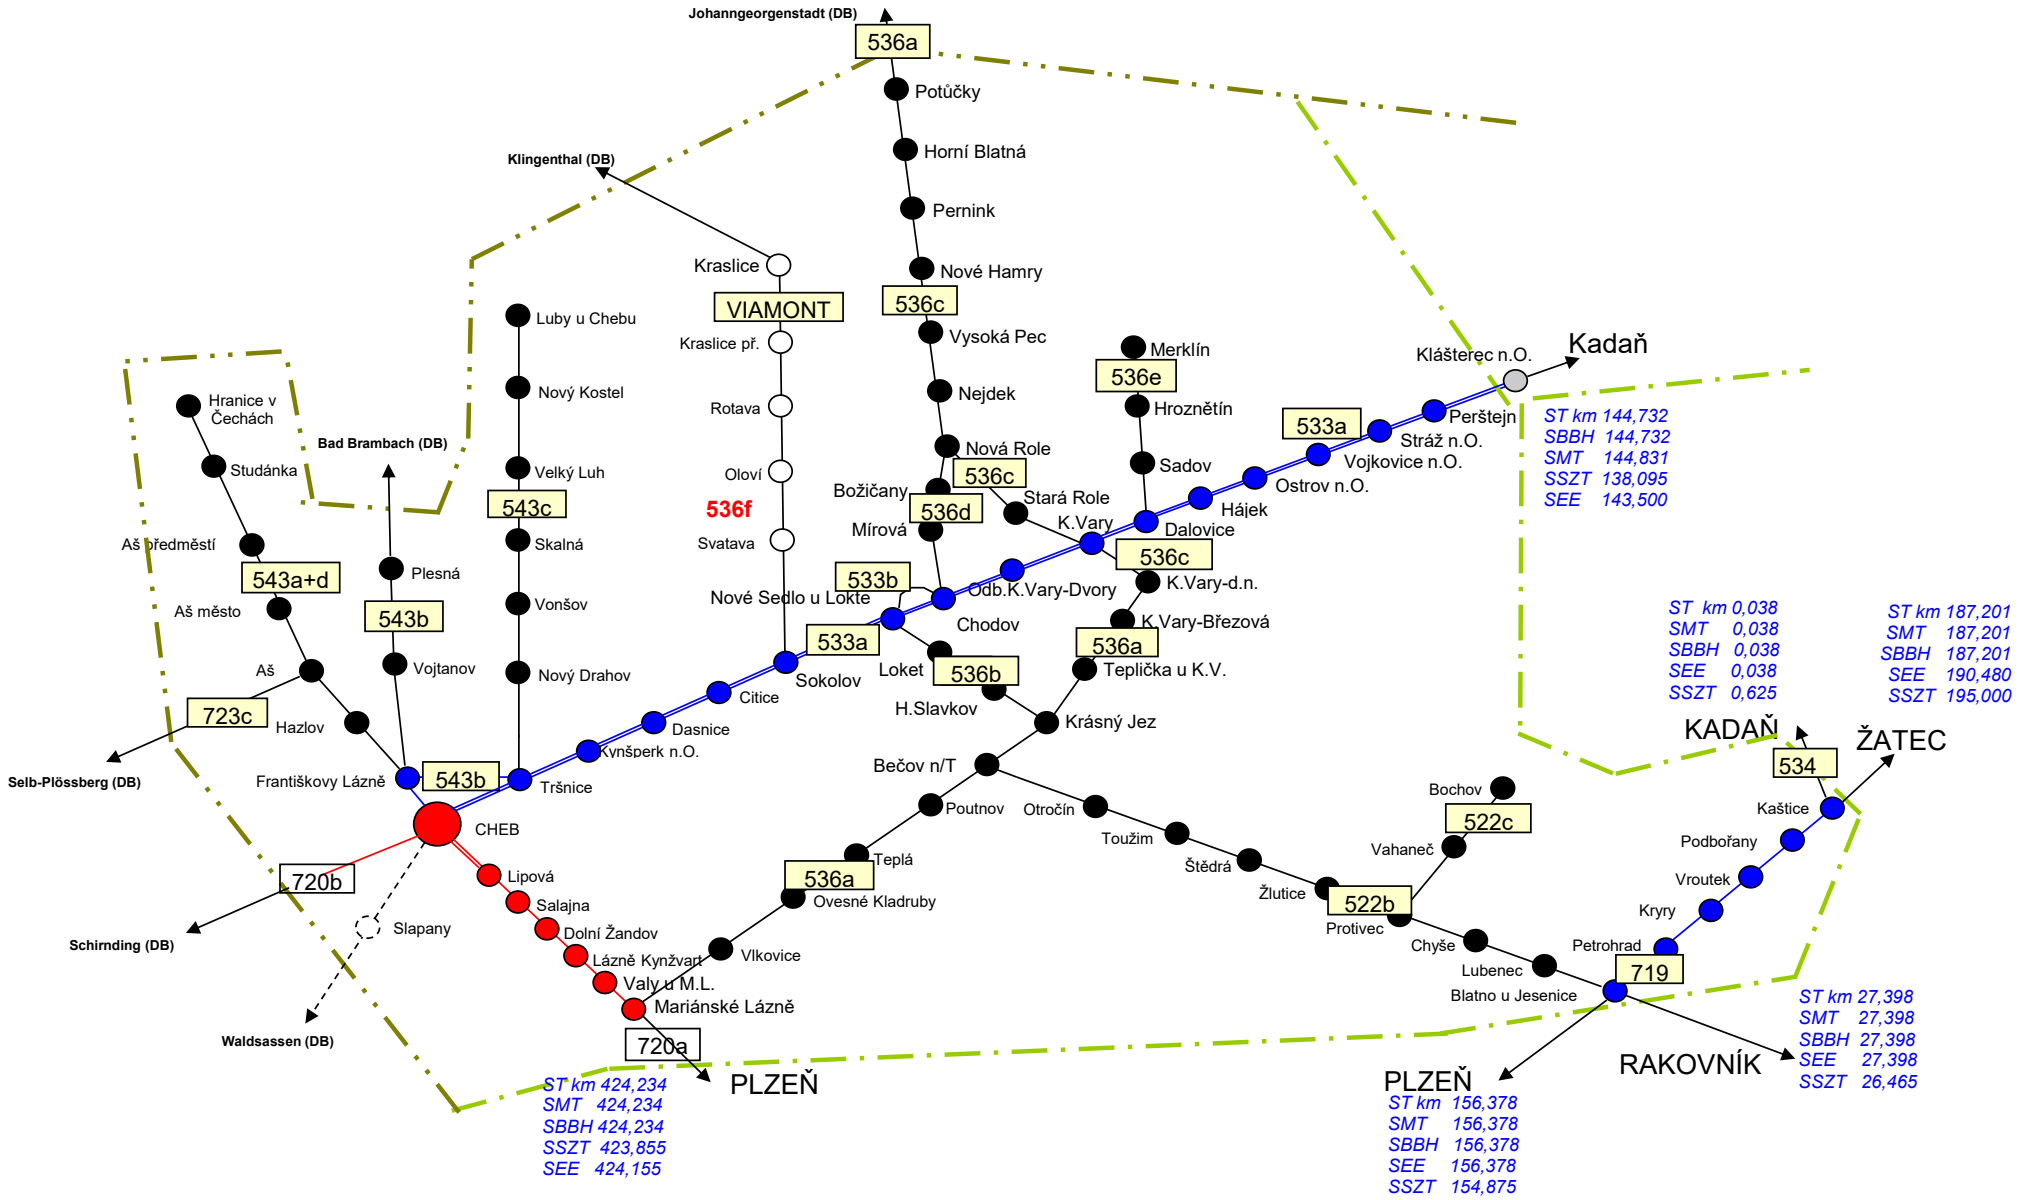 Johanngeorgenstadt (DB)
536a
Potůčky
Horní Blatná
Klingenthal (DB)
Pernink
Kraslice
Nové Hamry
VIAMONT
536c
Luby u Chebu
Kraslice př.
Vysoká Pec
Merklín
Klášterec n.O.
Kadaň
536e
Hranice v
Čechách
Nový Kostel
Rotava
Nejdek
Hroznětín
533a
Perštejn
Stráž n.O.
Vojkovice n.O.
Ostrov n.O.
Hájek
Dalovice
ST km 144,732
SBBH 144,732
SMT 144,831
SSZT 138,095
SEE 143,500
Bad Brambach (DB)
Studánka
Velký Luh
Oloví
Nová Role
536c
Sadov
Božičany
Stará Role
543c
536f
536d
K.Vary
Aš předměstí
Skalná
Svatava
Mírová
536c
543a+d
Plesná
533b
Odb.K.Vary-Dvory
K.Vary-d.n.
Aš město
543b
Vonšov
Nové Sedlo u Lokte
Chodov
K.Vary-Březová
533a
536a
Aš
Vojtanov
Nový Drahov
Sokolov
Loket
536b
Teplička u K.V.
723c
Hazlov
Citice
H.Slavkov
Krásný Jez
Dasnice
Kynšperk n.O.
Selb-Plössberg (DB)
Františkovy Lázně
543b
Tršnice
Bečov n/T
ST km 0,038
SMT 0,038
SBBH 0,038
SEE 0,038
SSZT 0,625
ST km 187,201
SMT 187,201
SBBH 187,201
SEE 190,480
SSZT 195,000
KADAŇ
ŽATEC
534
CHEB
Poutnov
Otročín
Bochov
Kaštice
522c
Toužim
Vahaneč
Podbořany
720b
Lipová
Teplá
Štědrá
Vroutek
536a
Žlutice
522b
Salajna
Ovesné Kladruby
Protivec
Kryry
Schirnding (DB)
Slapany
Dolní Žandov
Chyše
Petrohrad
Lázně Kynžvart
Vlkovice
Lubenec
719
Valy u M.L.
Blatno u Jesenice
Mariánské Lázně
Waldsassen (DB)
720a
PLZEŇ
ST km 424,234
SMT 424,234
SBBH 424,234
SSZT 423,855
SEE 424,155
ST km 27,398
SMT 27,398
SBBH 27,398
SEE 27,398
SSZT 26,465
RAKOVNÍK
PLZEŇ
ST km 156,378
SMT 156,378
SBBH 156,378
SEE 156,378
SSZT 154,875